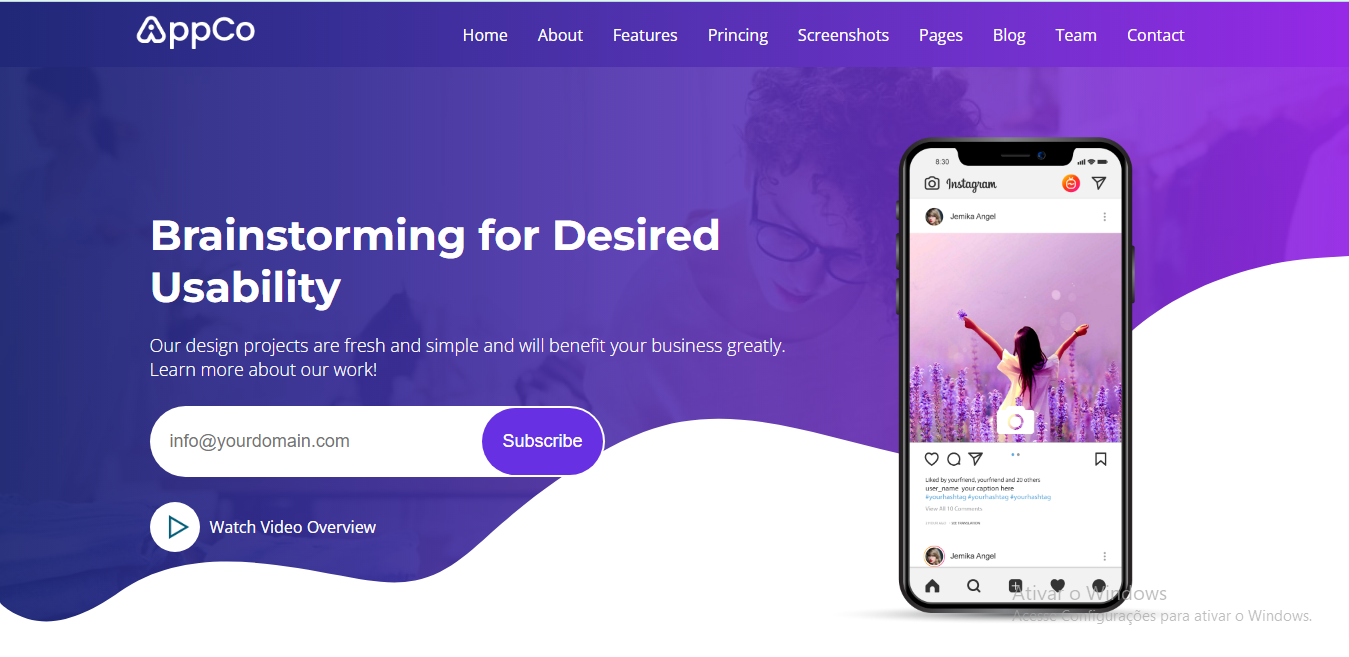 AppCo
Home About Features Princing Screenshots Pages Blog Team Contact
Brainstorming for Desired
Usability
Our design projects are fresh and simple and will benefit your business greatly.
Learn more about our work!
info@yourdomain.com Subscribe
Watch Video Overview
8:30
Instagram
Jemika Angel
Liked by yourfriend, yourfriend and 20 others
user_name your caption here
#yourhashtag #yourhashtag #yourhashtag
View All 10 Comments
SEE TRANSLATION
Jemika Angel
Ativar o Windows
Acesse Configurações para ativar o Windows.